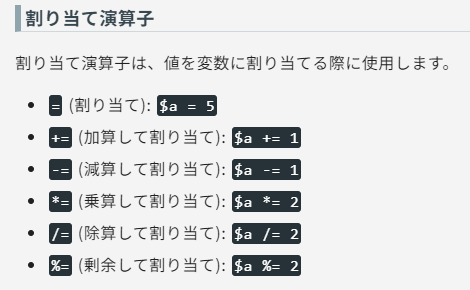 割り当て演算子
割り当て演算子は、値を変数に割り当てる際に使用します。
• = (割り当て): $a = 5
• += (加算して割り当て): $a += 1
• -= (減算して割り当て): $a -= 1
• *= (乗算して割り当て): $a *= 2
• /= (除算して割り当て): $a /= 2
• %= (剰余して割り当て): $a %= 2